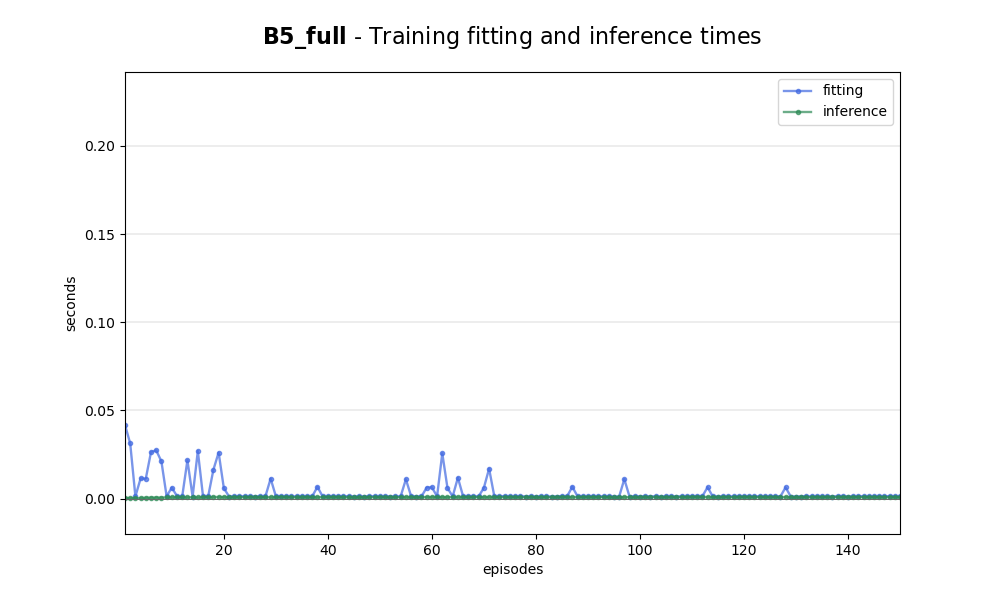 B5_full - Training fitting and inference times
fitting
inference
0.20
0.15
0.10
0.05
0.00
seconds
20 40 60 80 100 120 140
episodes